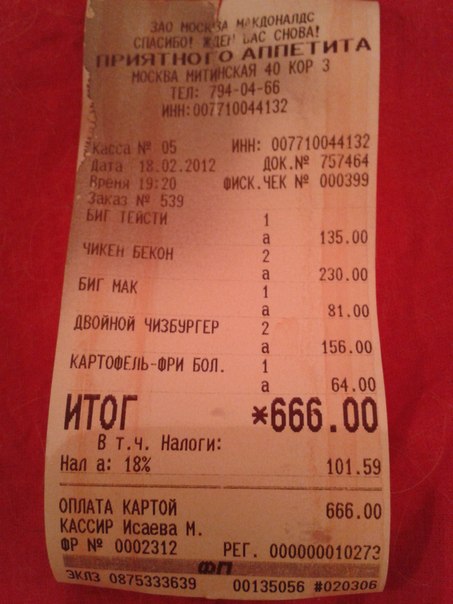 ЗАО МОСКВА МАКДОНАЛДС
СПАСИБО! ЖДЕМ ВАС СНОВА!
ПРИЯТНОГО АППЕТИТА
МОСКВА МИТИНСКАЯ 40 КОР 3
ТЕЛ: 794-04-66
ИНН:007710044132
Касса № 05 ИНН: 007710044132
Дата 18.02.2012 ДОК.№ 757464
Время 19:20 ФИСК.ЧЕК № 000399
Заказ № 539
БИГ ТЕЙСТИ 1
а 135.00
ЧИКЕН БЕКОН 2
а 230.00
БИГ МАК 1
а 81.00
ДВОЙНОЙ ЧИЗБУРГЕР 2
а 156.00
КАРТОФЕЛЬ-ФРИ БОЛ. 1
а 64.00
ИТОГ *666.00
В т.ч. Налоги:
Нал а: 18% 101.59
ОПЛАТА КАРТОЙ 666.00
КАССИР Исаева М.
ФР № 0002312 РЕГ. 000000010273
ФП
ЭКЛЗ 0875333639 00135056 #020306